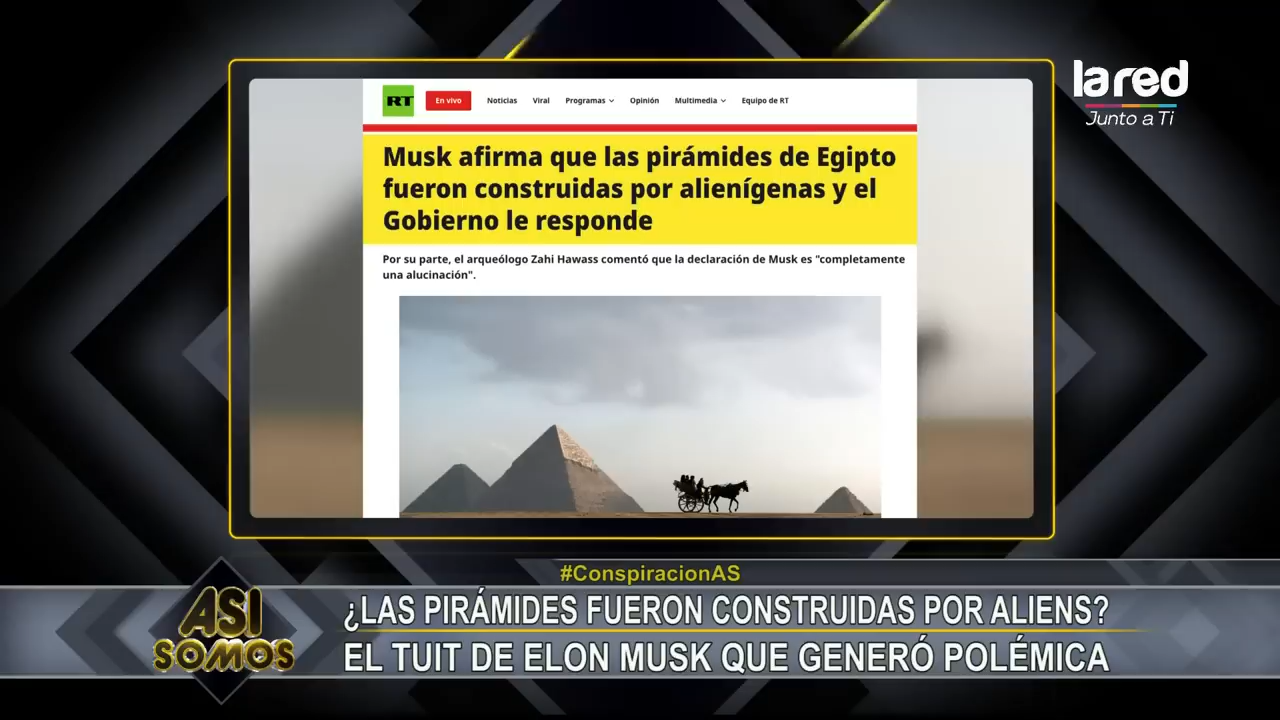 lared
Junto a Ti
RT
En vivo
Noticias
Viral
Programas
Opinión
Multimedia
Equipo de RT
Musk afirma que las pirámides de Egipto
fueron construidas por alienígenas y el
Gobierno le responde
Por su parte, el arqueólogo Zahi Hawass comentó que la declaración de Musk es "completamente
una alucinación".
#ConspiracionAS
ASI
SOMOS
¿LAS PIRÁMIDES FUERON CONSTRUIDAS POR ALIENS?
EL TUIT DE ELON MUSK QUE GENERÓ POLÉMICA